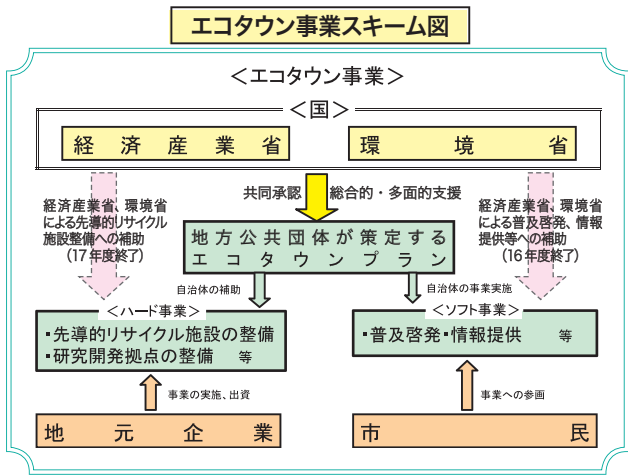 エコタウン事業スキーム図
＜エコタウン事業＞
＜国＞
経済産業省
環境省
共同承認
総合的・多面的支援
経済産業省、環境省
による先導的リサイクル
施設整備への補助
（17年度終了）
経済産業省、環境省
による普及啓発、情報
提供等への補助
（16年度終了）
地方公共団体が策定する
エコタウンプラン
自治体の補助
自治体の事業実施
＜ハード事業＞
・先導的リサイクル施設の整備
・研究開発拠点の整備　等
＜ソフト事業＞
・普及啓発・情報提供　等
事業の実施、出資
事業への参画
地元企業
市民